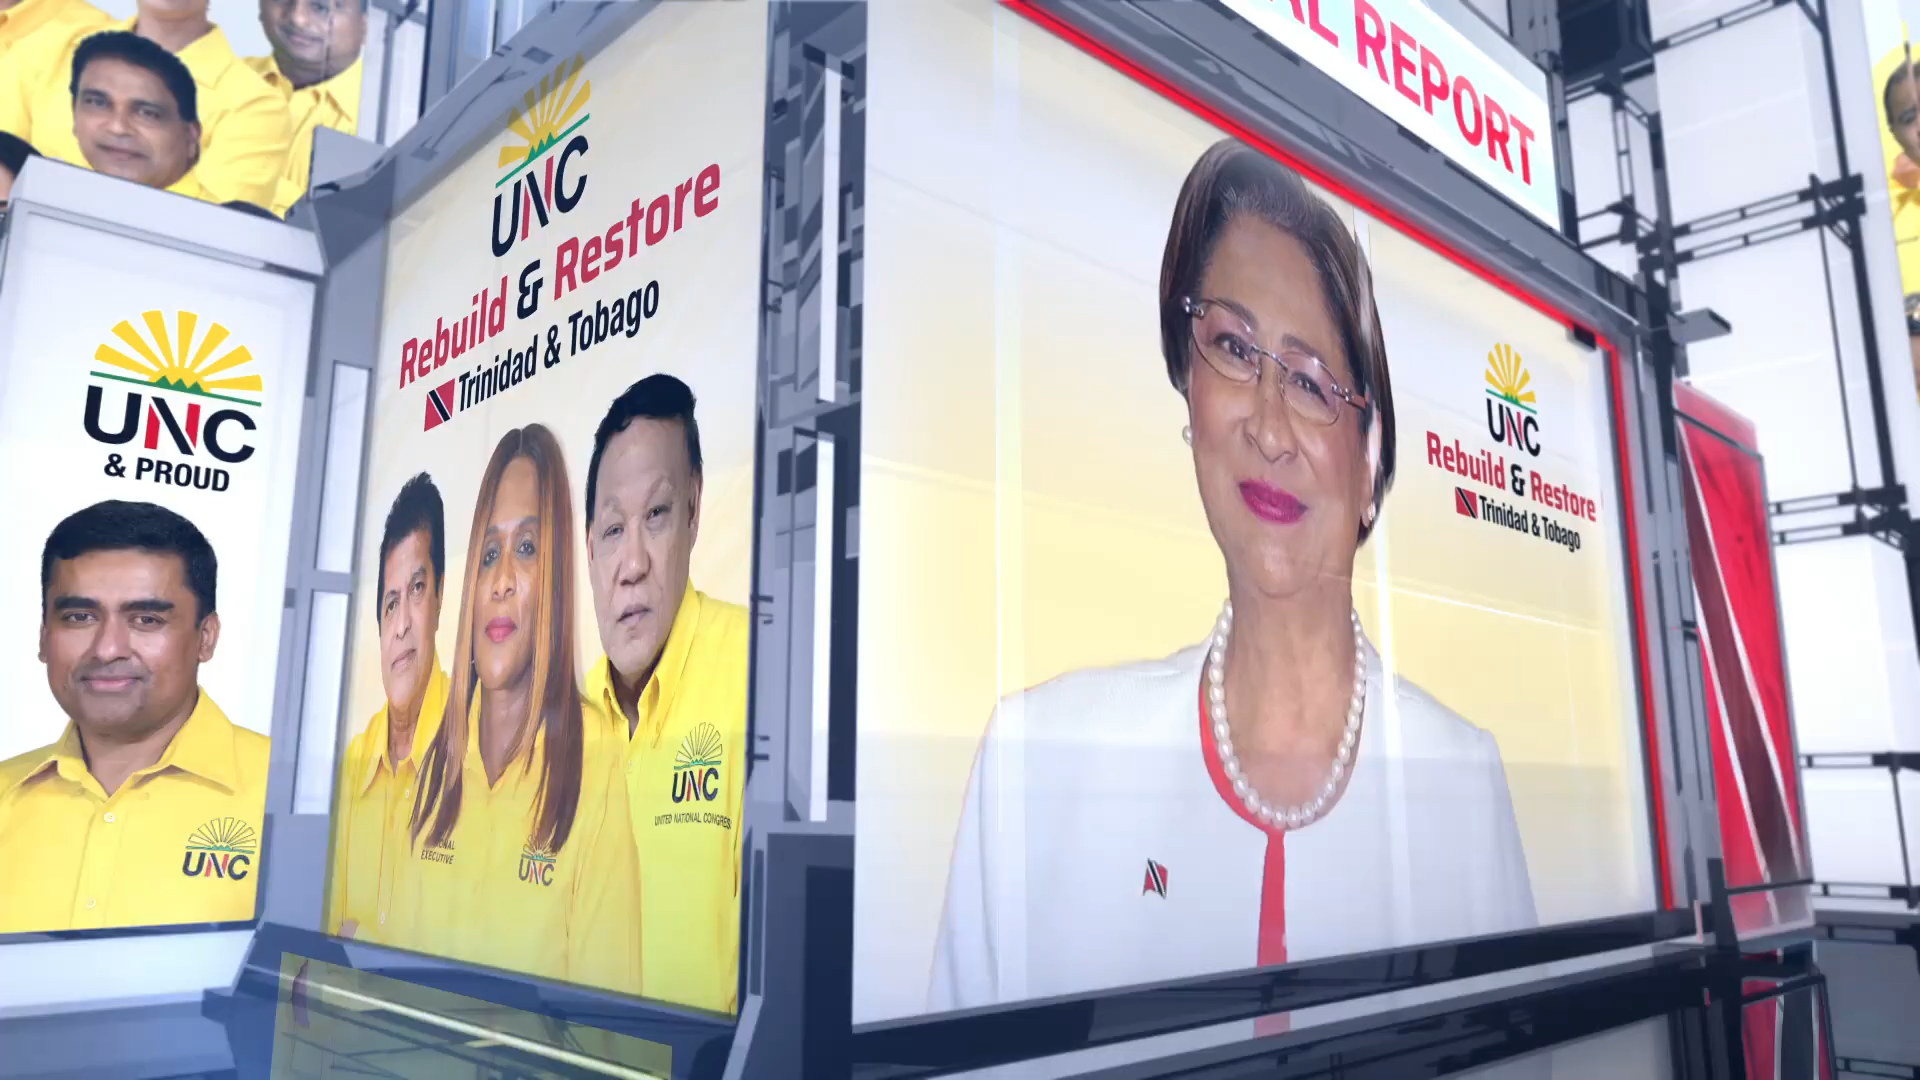 UNC
& PROUD
UNC
UNC
Rebuild & Restore
Trinidad & Tobago
EXECUTIVE
UNC
UNC
UNITED NATIONAL CONGRESS
REPORT
UNC
Rebuild & Restore
Trinidad & Tobago